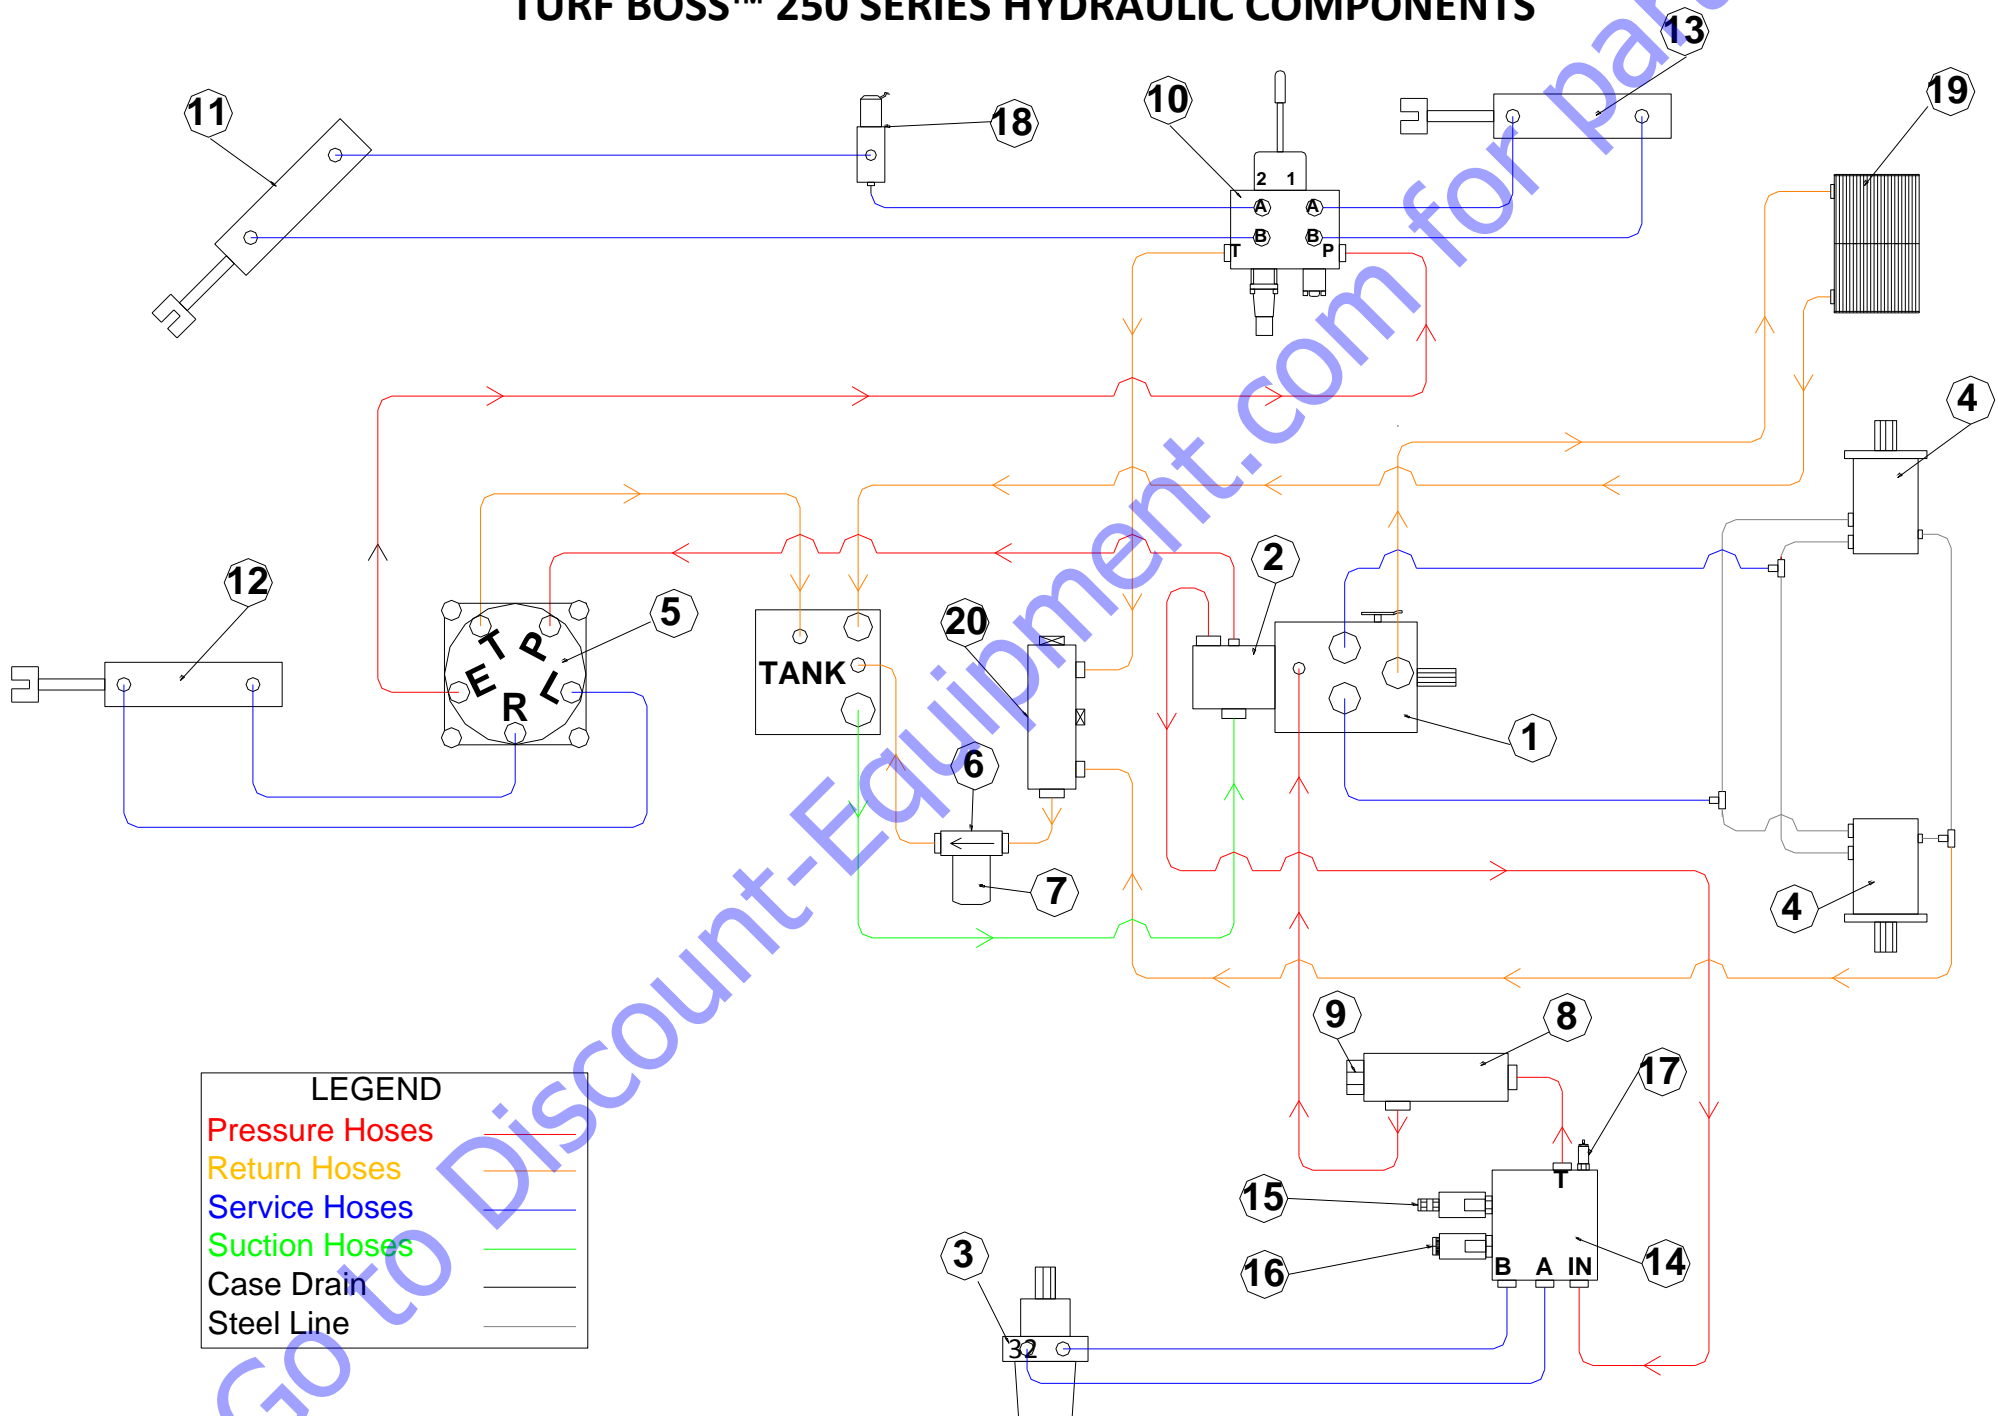 TURF BOSS™ 250 SERIES HYDRAULIC COMPONENTS
13
11
18
10
19
2 1
A A
B B
T P
4
12
5
20
2
T P
E L
R
TANK
1
6
7
4
9
8
17
T
15
16
14
B A IN
3
32
LEGEND
Pressure Hoses
Return Hoses
Service Hoses
Suction Hoses
Case Drain
Steel Line
Go to Discount-Equipment.com for par